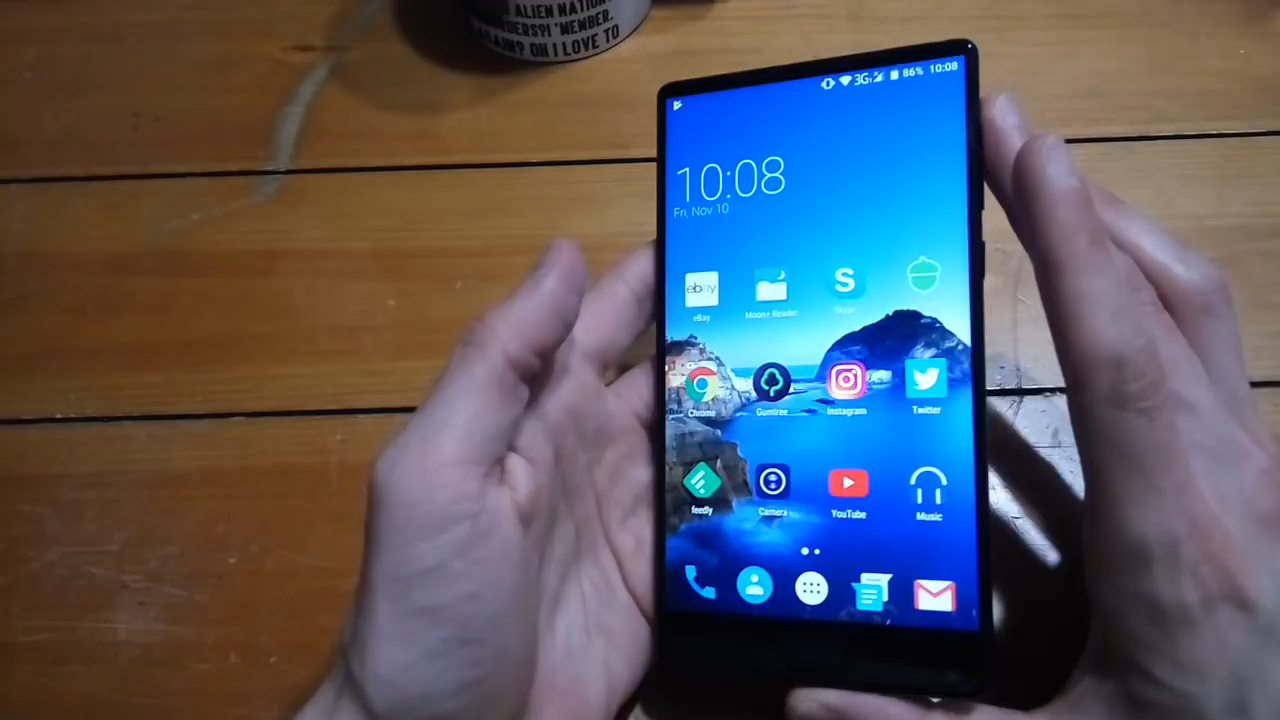 ALIEN NATION
'MEMBER.
OH I LOVE TO
3G 86% 10:08
10:08
Fri, Nov 10
ebay
S
eBay
Moon+ Reader
Skype
Chrome
Gumtree
Instagram
Twitter
feedly
Camera
YouTube
Music